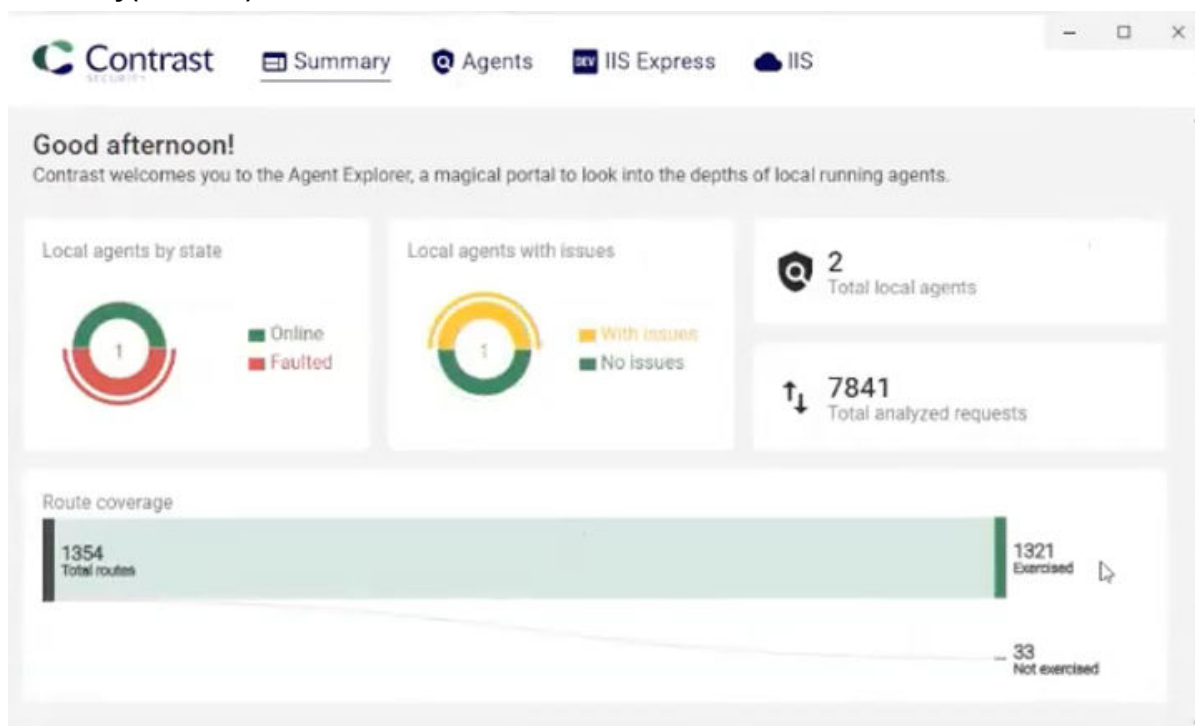 Contrast
SECURITY
Summary
Agents
DEV IIS Express
IIS
Good afternoon!
Contrast welcomes you to the Agent Explorer, a magical portal to look into the depths of local running agents.
Local agents by state
1
Online
Faulted
Local agents with issues
1
With issues
No issues
2
Total local agents
7841
Total analyzed requests
Route coverage
1354
Total routes
1321
Exercised
33
Not exercised